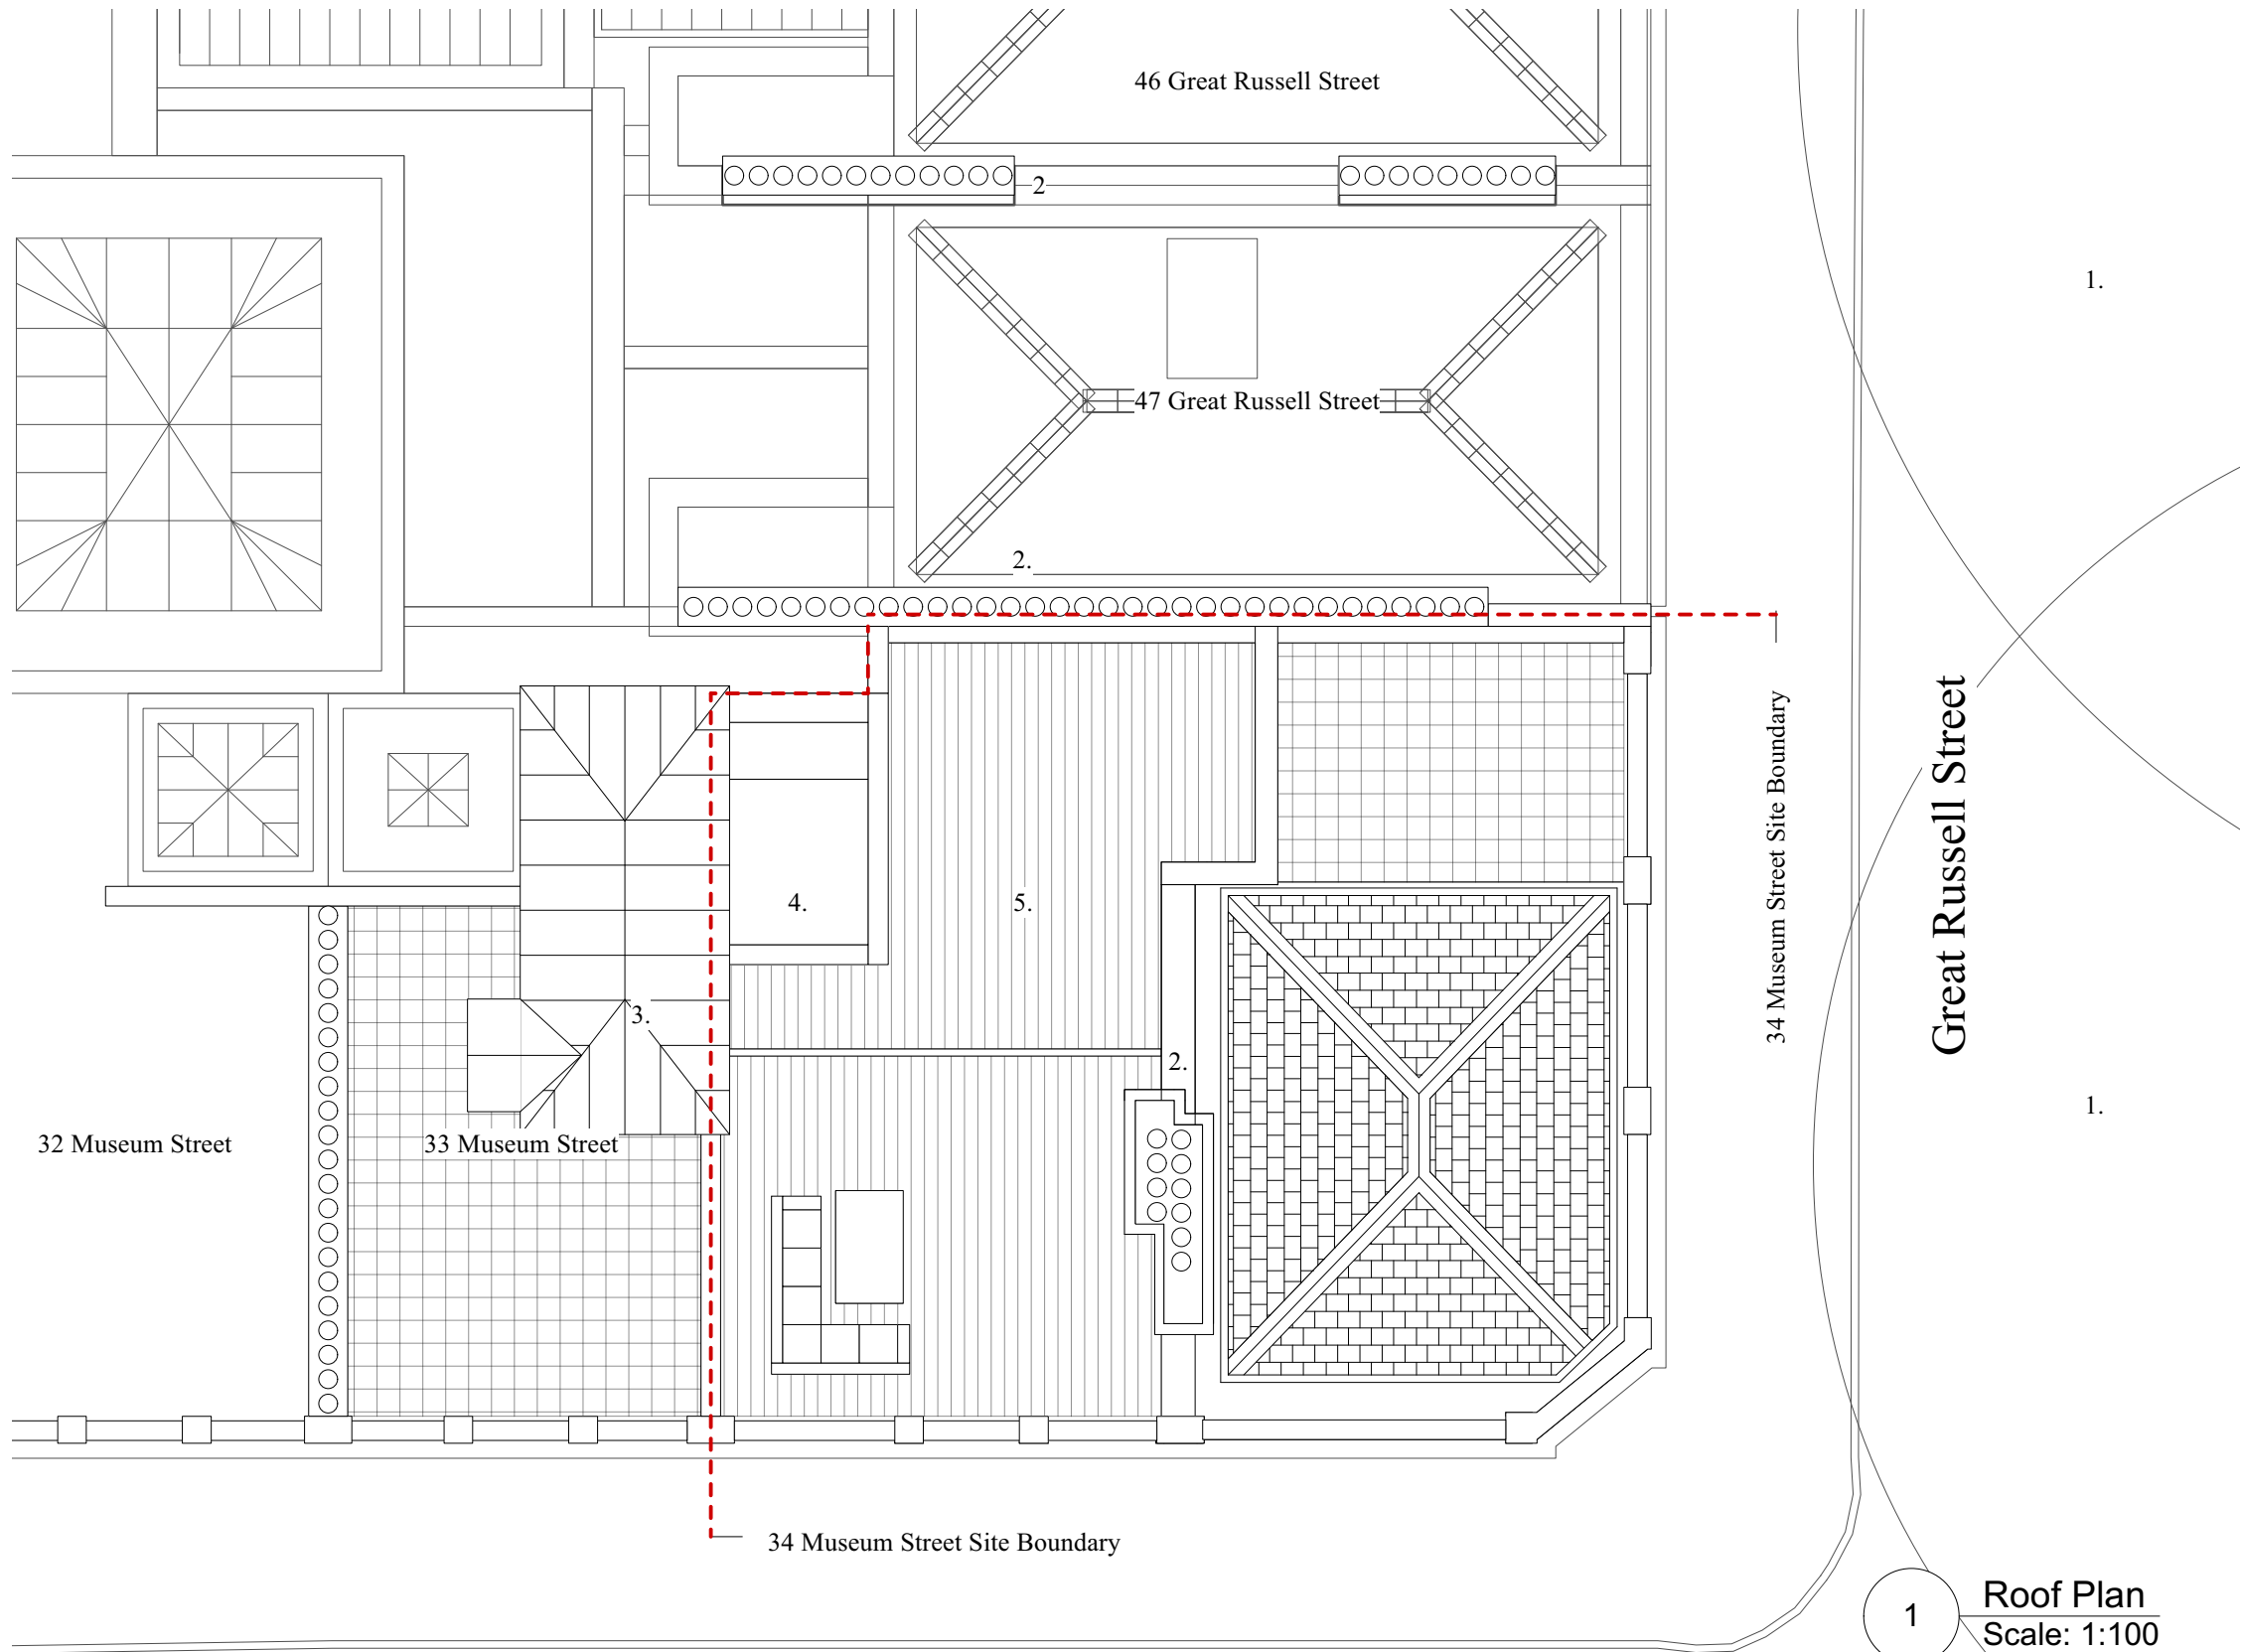 46 Great Russell Street
2
1.
47 Great Russell Street
2.
34 Museum Street Site Boundary
Great Russell Street
4.
5.
3.
2.
1.
32 Museum Street
33 Museum Street
34 Museum Street Site Boundary
1
Roof Plan
Scale: 1:100